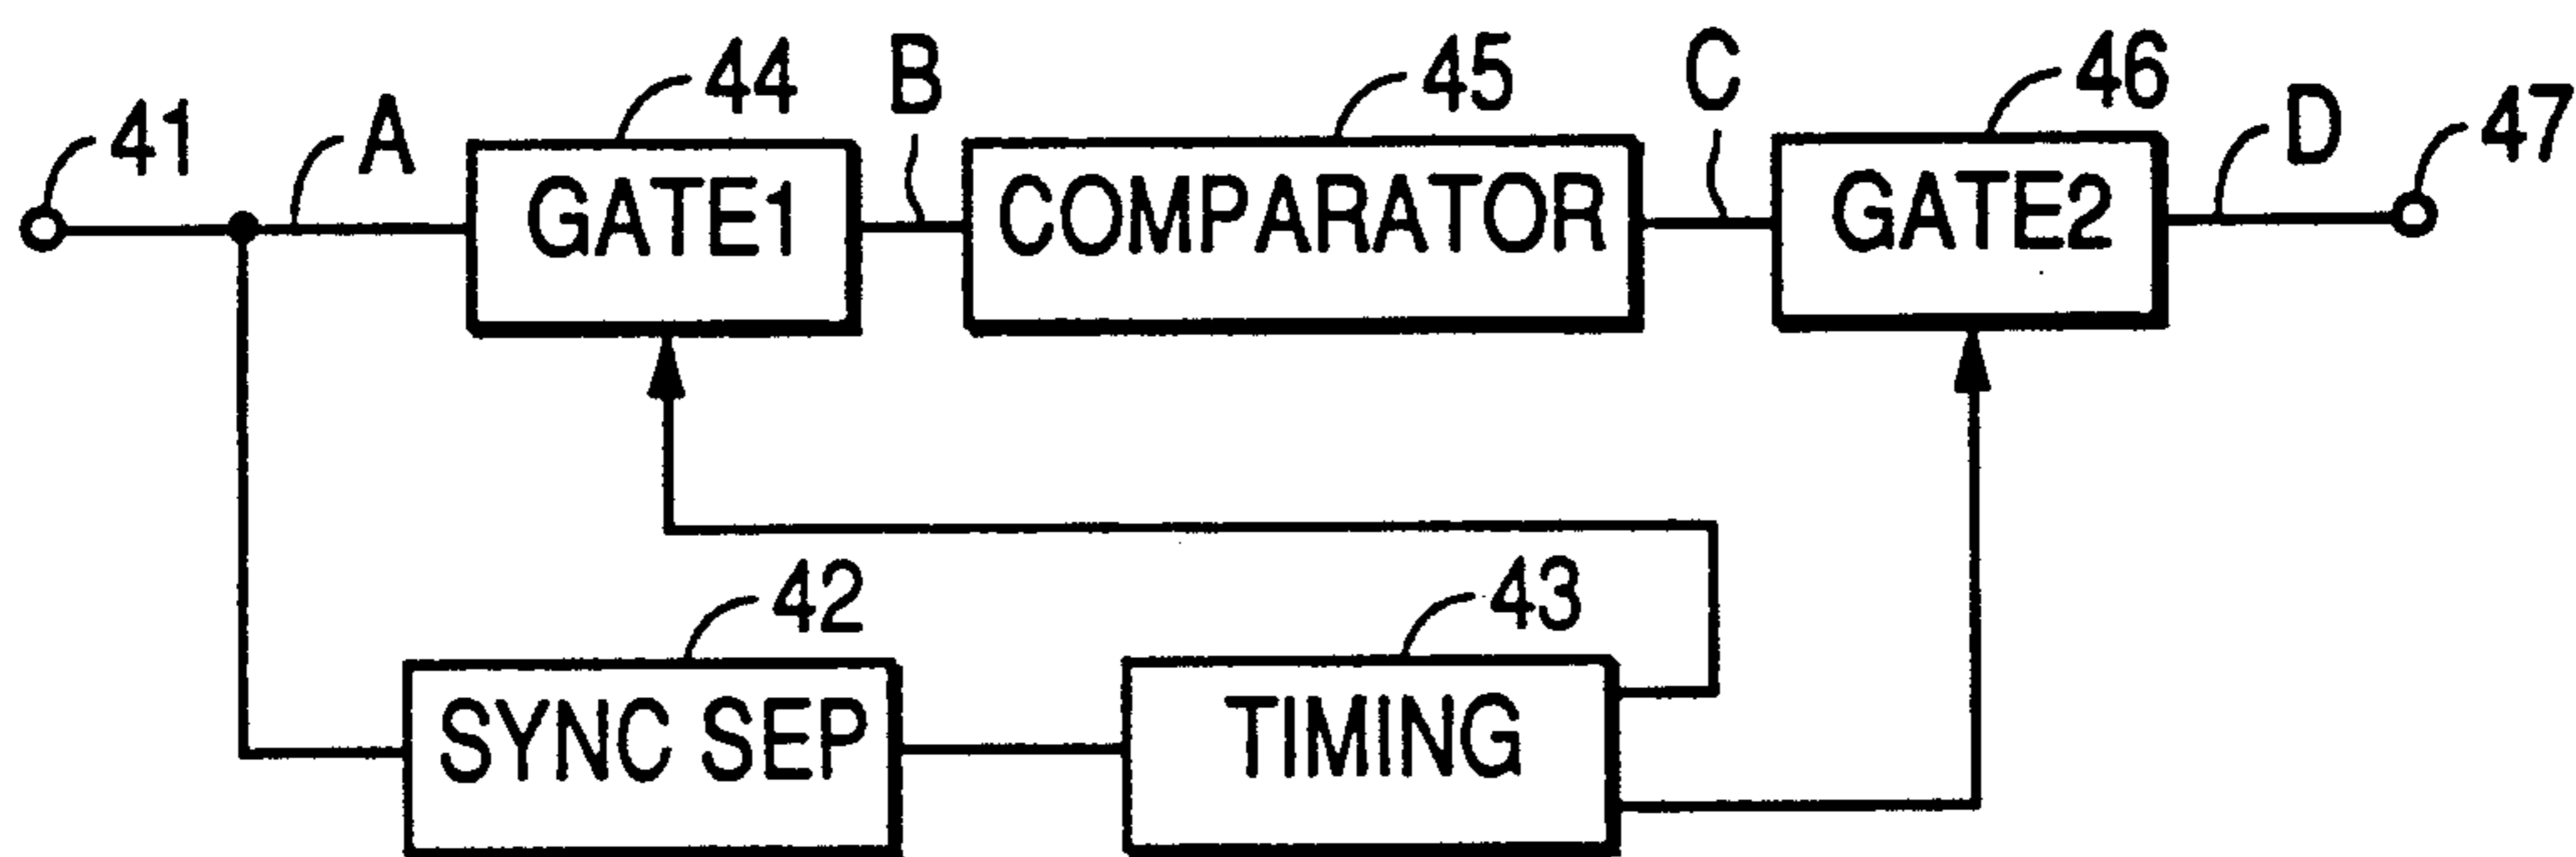 41
A
44
GATE1
B
45
COMPARATOR
C
46
GATE2
D
47
42
SYNC SEP
43
TIMING